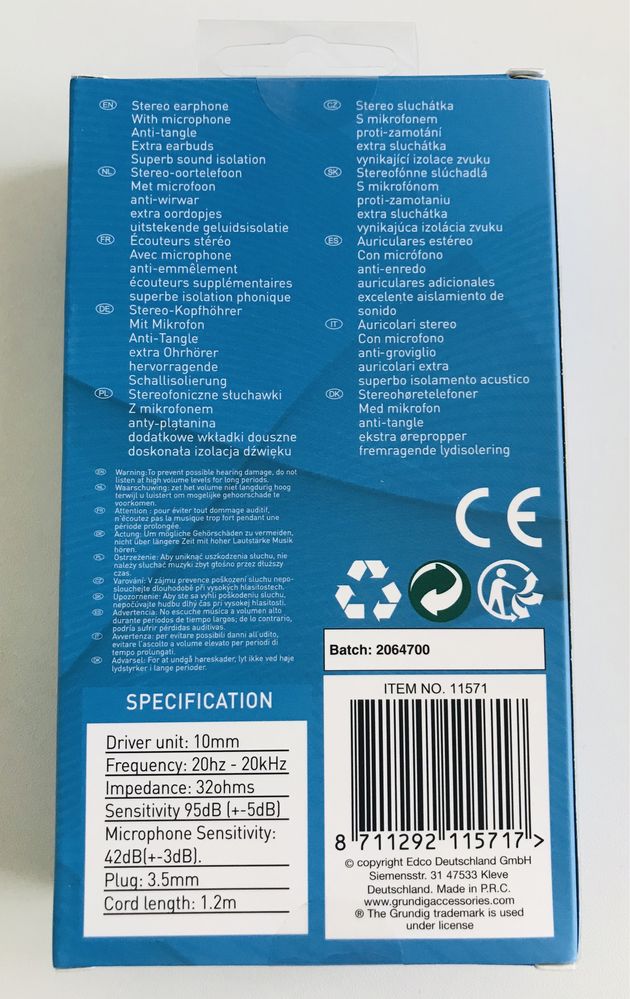 EN Stereo earphone
With microphone
Anti-tangle
Extra earbuds
Superb sound isolation
NL Stereo-oortelefoon
Met microfoon
anti-wirwar
extra oordopjes
uitstekende geluidsisolatie
FR Écouteurs stéréo
Avec microphone
anti-emmêlement
écouteurs supplémentaires
superbe isolation phonique
DE Stereo-Kopfhöhrer
Mit Mikrofon
Anti-Tangle
extra Ohrhörer
hervorragende
Schallisolierung
PL Stereofoniczne słuchawki
Z mikrofonem
anty-plątanina
dodatkowe wkładki douszne
doskonała izolacja dźwięku
CZ Stereo sluchátka
S mikrofonem
proti-zamotání
extra sluchátka
vynikající izolace zvuku
SK Stereofónne slúchadlá
S mikrofónom
proti-zamotaniu
extra sluchátka
vynikajúca izolácia zvuku
ES Auriculares estéreo
Con micrófono
anti-enredo
auriculares adicionales
excelente aislamiento de
sonido
IT Auricolari stereo
Con microfono
anti-groviglio
auricolari extra
superbo isolamento acustico
DK Stereohøretelefoner
Med mikrofon
anti-tangle
ekstra ørepropper
fremragende lydisolering
EN Warning:To prevent possible hearing damage, do not
listen at high volume levels for long periods.
NL Waarschuwing: zet het volume niet langdurig hoog
terwijl u luistert om mogelijke gehoorschade te
voorkomen.
FR Attention : pour éviter tout dommage auditif,
n'écoutez pas la musique trop fort pendant une
période prolongée.
DE Actung: Um mögliche Gehörschäden zu vermeiden,
nicht über längere Zeit mit hoher Lautstärke Musik
hören.
PL Ostrzeżenie: Aby uniknąć uszkodzenia słuchu, nie
należy słuchać muzyki zbyt głośno przez dłuższy
czas.
CZ Varování: V zájmu prevence poškození sluchu nepo-
slouchejte dlouhodobě při vysokých hlasitostech.
SK Upozornenie: Aby ste sa vyhli poškodeniu sluchu,
nepočúvajte hudbu dlhý čas pri vysokej hlasitosti.
ES Advertencia: No escuche música a volumen alto
durante períodos de tiempo largos; de lo contrario,
podría sufrir pérdidas auditivas.
IT Avvertenza: per evitare possibili danni all'udito,
evitare l'ascolto a volume elevato per periodi di
tempo prolungati.
DK Advarsel: For at undgå høreskader, lyt ikke ved høje
lydstyrker i lange perioder.
CE
Batch: 2064700
SPECIFICATION
Driver unit: 10mm
Frequency: 20hz - 20kHz
Impedance: 32ohms
Sensitivity 95dB (+-5dB)
Microphone Sensitivity:
42dB(+-3dB).
Plug: 3.5mm
Cord length: 1.2m
ITEM NO. 11571
8 711292 115717 >
© copyright Edco Deutschland GmbH
Siemensstr. 31 47533 Kleve
Deutschland. Made in P.R.C.
www.grundigaccessories.com
® The Grundig trademark is used
under license